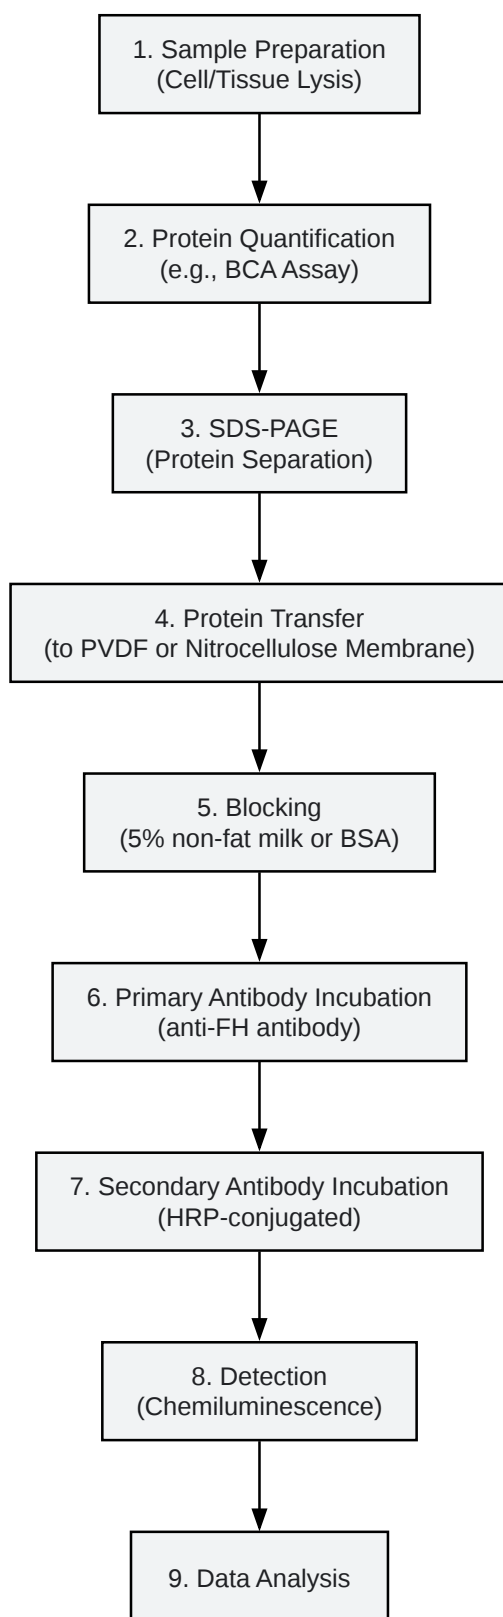 1. Sample Preparation
(Cell/Tissue Lysis)
2. Protein Quantification
(e.g., BCA Assay)
3. SDS-PAGE
(Protein Separation)
4. Protein Transfer
(to PVDF or Nitrocellulose Membrane)
5. Blocking
(5% non-fat milk or BSA)
6. Primary Antibody Incubation
(anti-FH antibody)
7. Secondary Antibody Incubation
(HRP-conjugated)
8. Detection
(Chemiluminescence)
9. Data Analysis